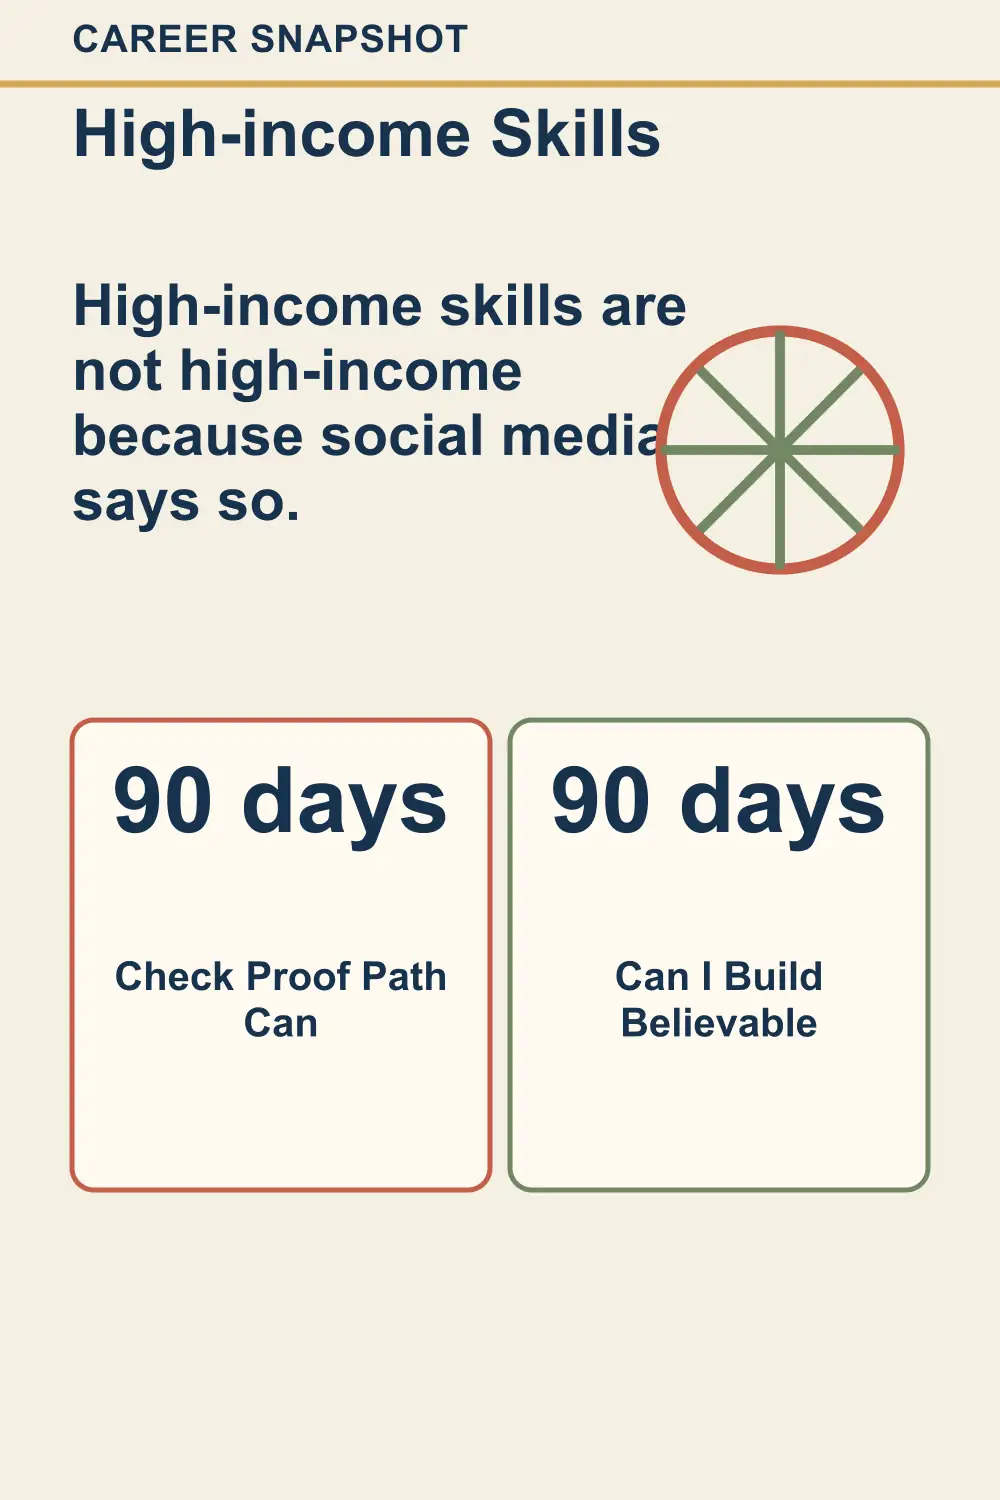 CAREER SNAPSHOT
High-income Skills
High-income skills are
not high-income
because social media
says so.
90 days
Check Proof Path
Can
90 days
Can I Build
Believable